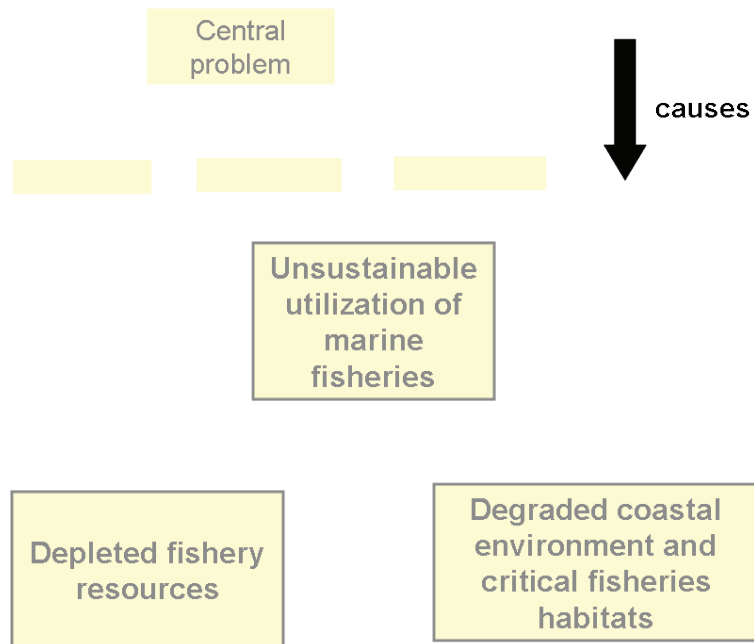 Central
problem
causes
Unsustainable
utilization of
marine
fisheries
Depleted fishery
resources
Degraded coastal
environment and
critical fisheries
habitats